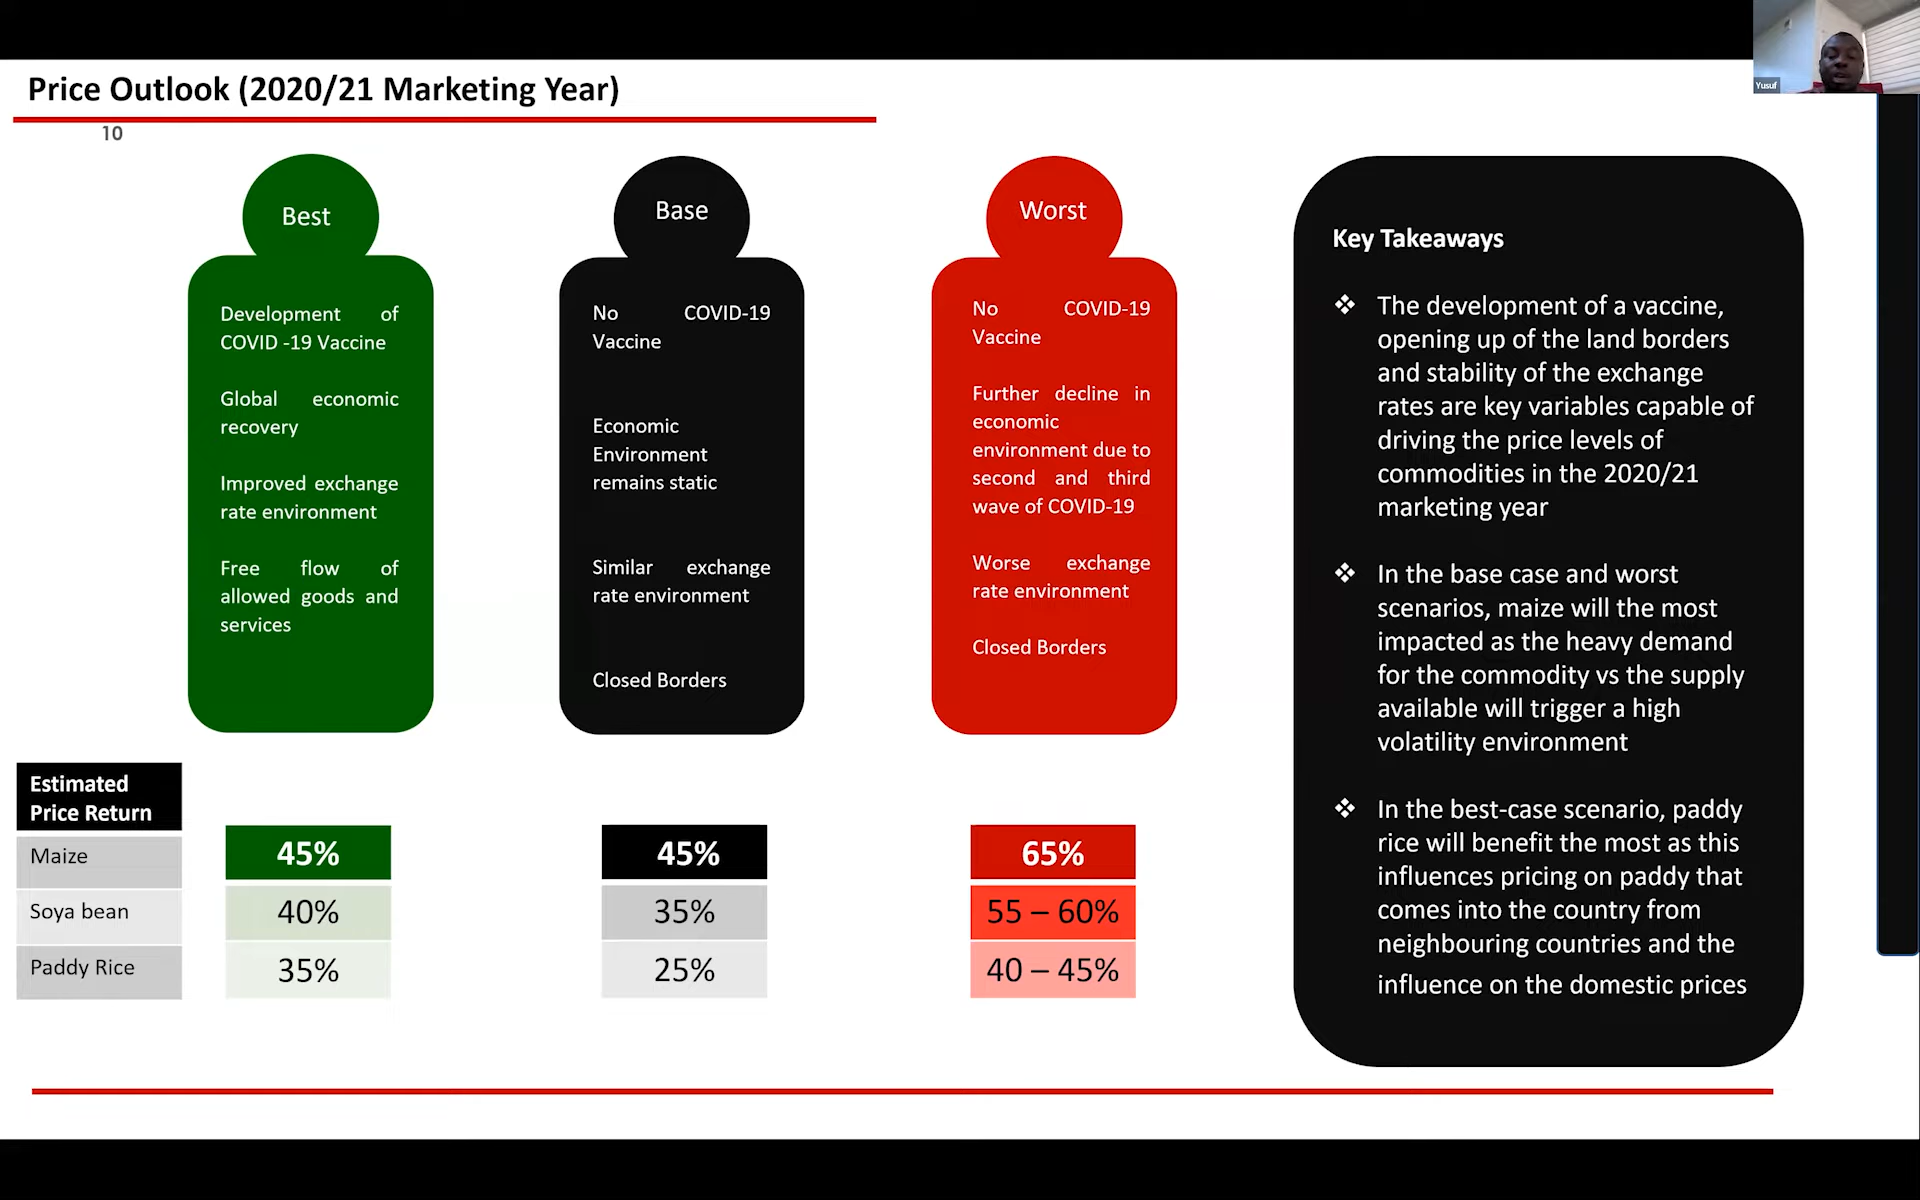 Yusuf
Price Outlook (2020/21 Marketing Year)
10
Best
Development of
COVID -19 Vaccine
Global economic
recovery
Improved exchange
rate environment
Free flow of
allowed goods and
services
Base
No COVID-19
Vaccine
Economic
Environment
remains static
Similar exchange
rate environment
Closed Borders
Worst
No COVID-19
Vaccine
Further decline in
economic
environment due to
second and third
wave of COVID-19
Worse exchange
rate environment
Closed Borders
Key Takeaways
❖ The development of a vaccine,
opening up of the land borders
and stability of the exchange
rates are key variables capable of
driving the price levels of
commodities in the 2020/21
marketing year
❖ In the base case and worst
scenarios, maize will the most
impacted as the heavy demand
for the commodity vs the supply
available will trigger a high
volatility environment
❖ In the best-case scenario, paddy
rice will benefit the most as this
influences pricing on paddy that
comes into the country from
neighbouring countries and the
influence on the domestic prices
Estimated
Price Return
Maize 45% 45% 65%
Soya bean 40% 35% 55 – 60%
Paddy Rice 35% 25% 40 – 45%